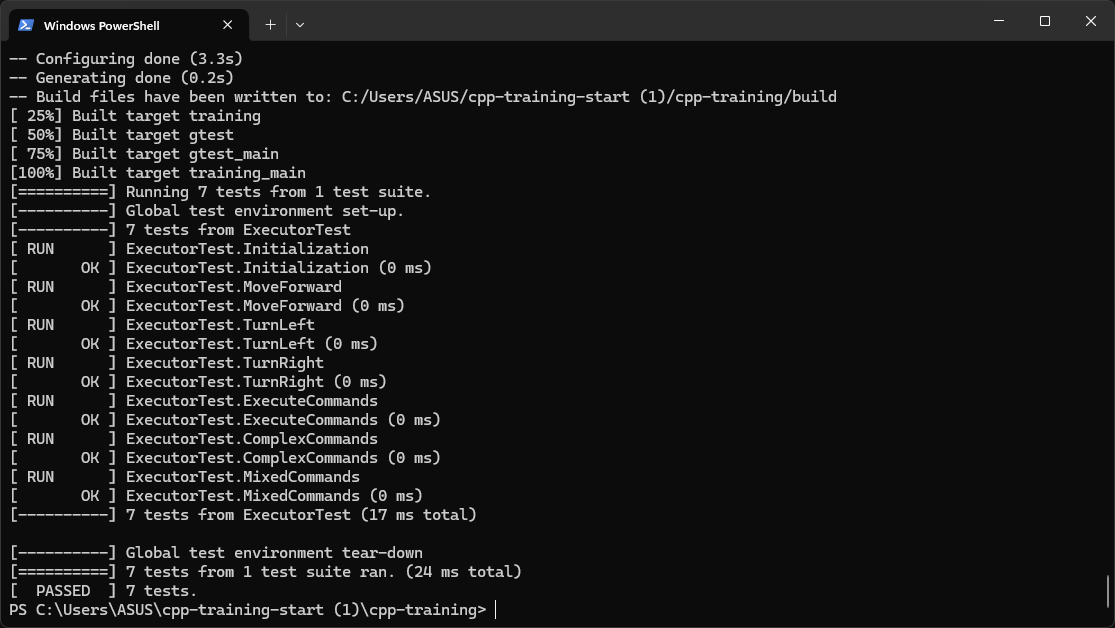 Windows PowerShell
-- Configuring done (3.3s)
-- Generating done (0.2s)
-- Build files have been written to: C:/Users/ASUS/cpp-training-start (1)/cpp-training/build
[ 25%] Built target training
[ 50%] Built target gtest
[ 75%] Built target gtest_main
[100%] Built target training_main
[==========] Running 7 tests from 1 test suite.
[----------] Global test environment set-up.
[----------] 7 tests from ExecutorTest
[ RUN      ] ExecutorTest.Initialization
[       OK ] ExecutorTest.Initialization (0 ms)
[ RUN      ] ExecutorTest.MoveForward
[       OK ] ExecutorTest.MoveForward (0 ms)
[ RUN      ] ExecutorTest.TurnLeft
[       OK ] ExecutorTest.TurnLeft (0 ms)
[ RUN      ] ExecutorTest.TurnRight
[       OK ] ExecutorTest.TurnRight (0 ms)
[ RUN      ] ExecutorTest.ExecuteCommands
[       OK ] ExecutorTest.ExecuteCommands (0 ms)
[ RUN      ] ExecutorTest.ComplexCommands
[       OK ] ExecutorTest.ComplexCommands (0 ms)
[ RUN      ] ExecutorTest.MixedCommands
[       OK ] ExecutorTest.MixedCommands (0 ms)
[----------] 7 tests from ExecutorTest (17 ms total)
[----------] Global test environment tear-down
[==========] 7 tests from 1 test suite ran. (24 ms total)
[  PASSED  ] 7 tests.
PS C:\Users\ASUS\cpp-training-start (1)\cpp-training>